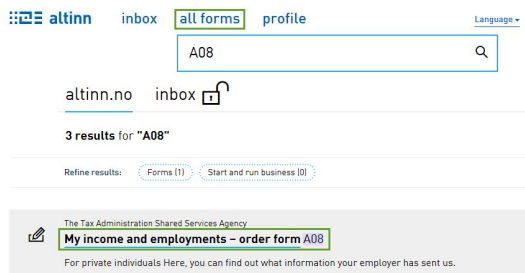 altinn inbox all forms profile Language
A08
altinn.no inbox
3 results for "A08"
Refine results: Forms (1) Start and run business (0)
The Tax Administration Shared Services Agency
My income and employments – order form A08
For private individuals Here, you can find out what information your employer has sent us.